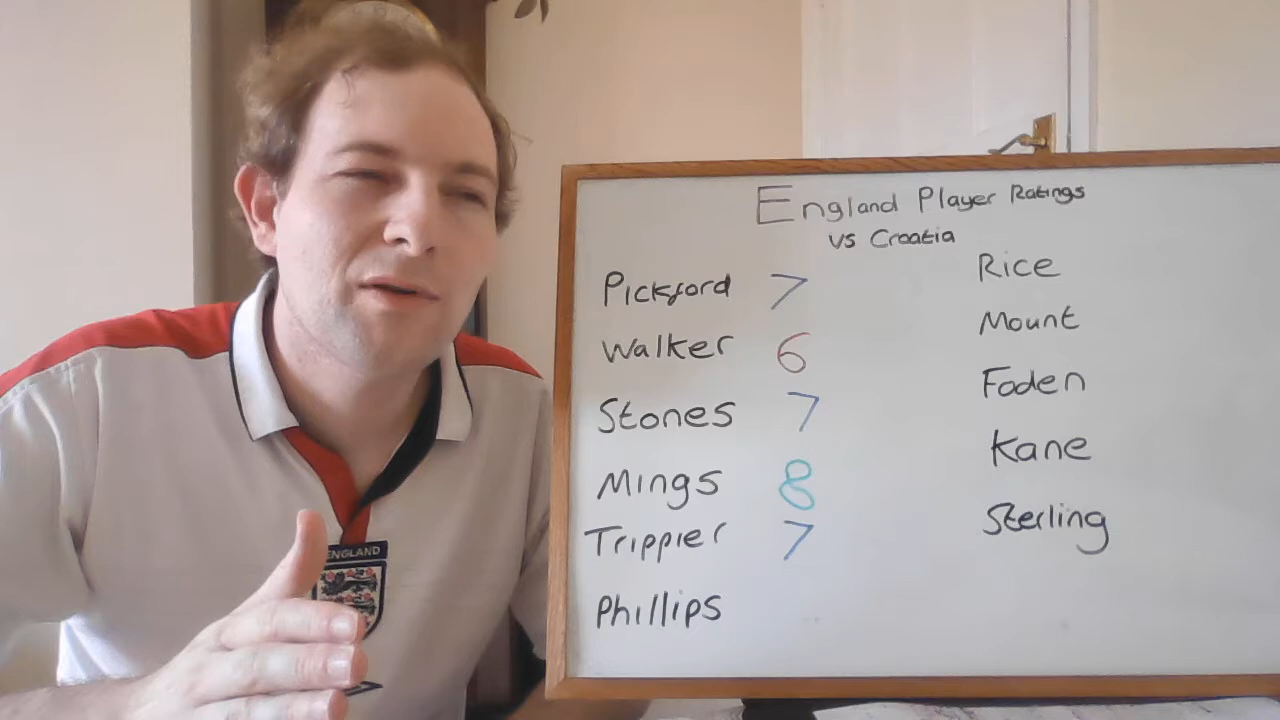 England Player Ratings
vs Croatia
Pickford 7
Walker 6
Stones 7
Mings 8
Trippier 7
Phillips
Rice
Mount
Foden
Kane
Sterling
ENGLAND